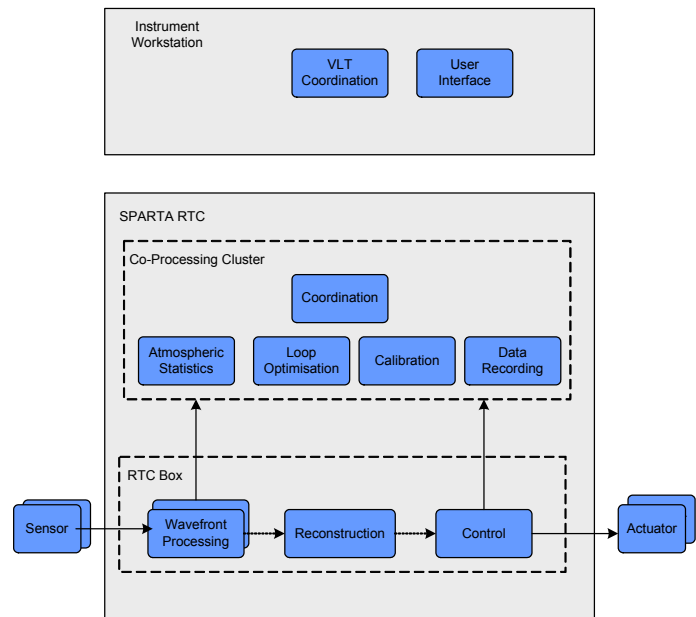 Instrument
Workstation
VLT
Coordination
User
Interface
SPARTA RTC
Co-Processing Cluster
Coordination
Atmospheric
Statistics
Loop
Optimisation
Calibration
Data
Recording
RTC Box
Sensor
Wavefront
Processing
Reconstruction
Control
Actuator